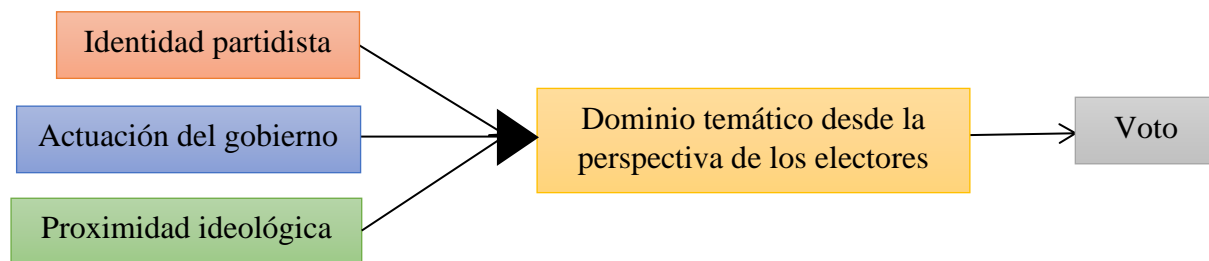 Identidad partidista
Actuación del gobierno
Proximidad ideológica
Dominio temático desde la
perspectiva de los electores
Voto